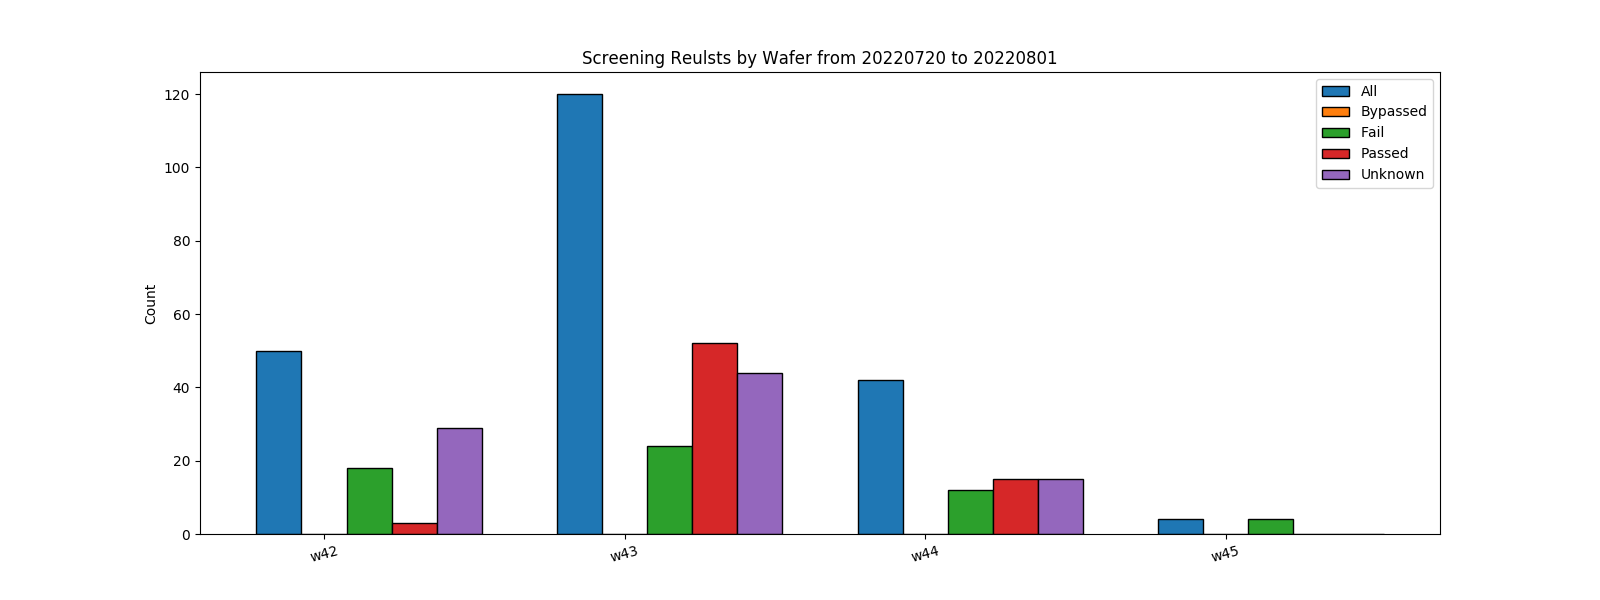 Screening Reulsts by Wafer from 20220720 to 20220801
All
Bypassed
Fail
Passed
Unknown
120
100
80
60
40
20
0
Count
w42
w43
w44
w45